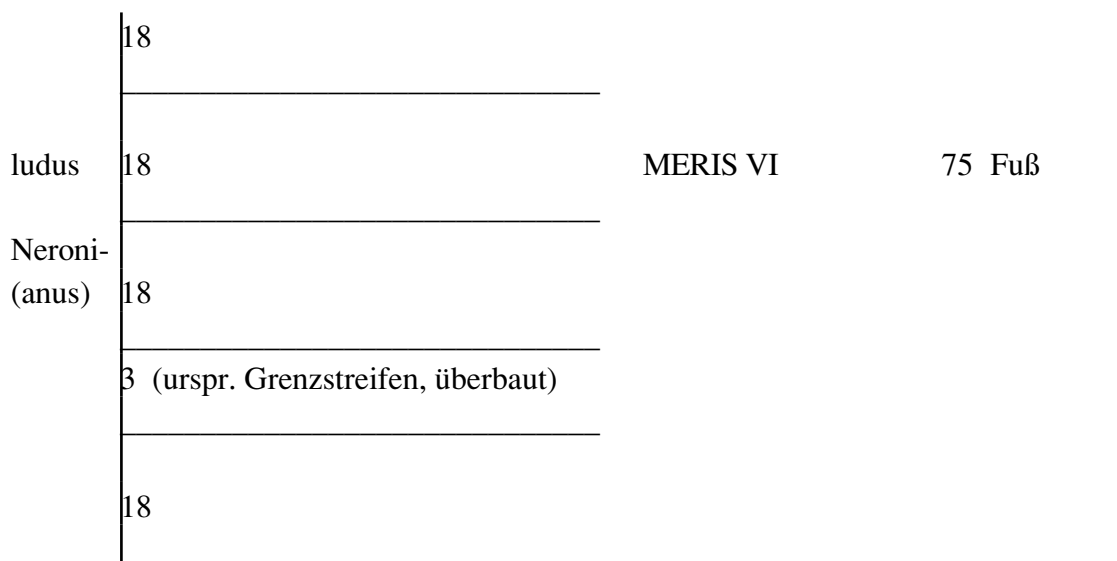 18
ludus 18 MERIS VI 75 Fuß
Neroni-
(anus) 18
3 (urspr. Grenzstreifen, überbaut)
18